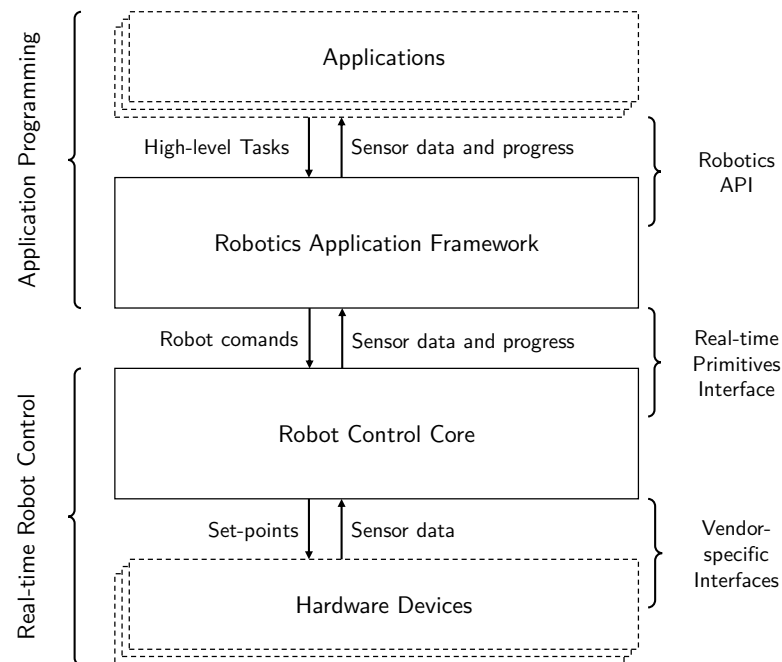 Application Programming
Applications
High-level Tasks
Sensor data and progress
Robotics
API
Robotics Application Framework
Robot comands
Sensor data and progress
Real-time
Primitives
Interface
Real-time Robot Control
Robot Control Core
Set-points
Sensor data
Vendor-
specific
Interfaces
Hardware Devices